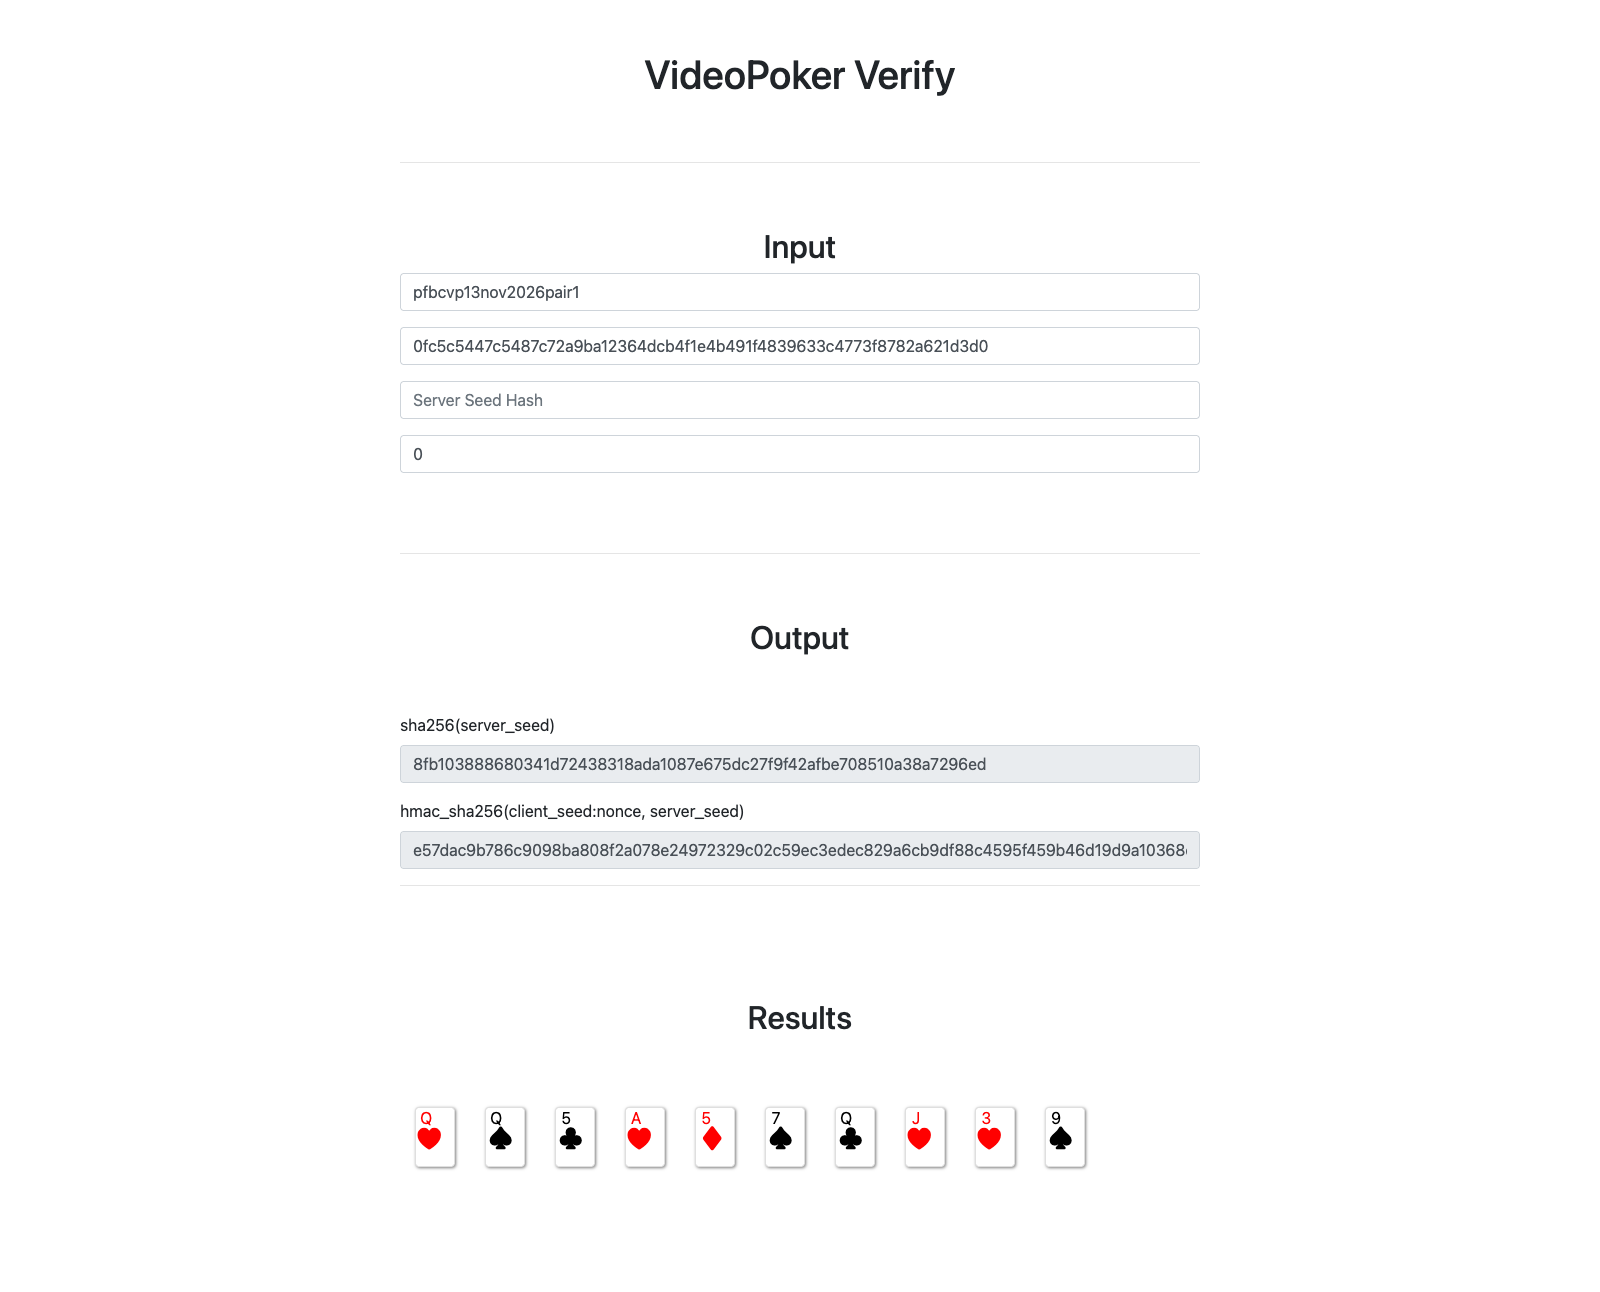 VideoPoker Verify
Input
pfbcvp13nov2026pair1
0fc5c5447c5487c72a9ba12364dcb4f1e4b491f4839633c4773f8782a621d3d0
Server Seed Hash
0
Output
sha256(server_seed)
8fb103888680341d72438318ada1087e675dc27f9f42afbe708510a38a7296ed
hmac_sha256(client_seed:nonce, server_seed)
e57dac9b786c9098ba808f2a078e24972329c02c59ec3edec829a6cb9df88c4595f459b46d19d9a10368
Results
Q Q 5 A 5 7 Q J 3 9